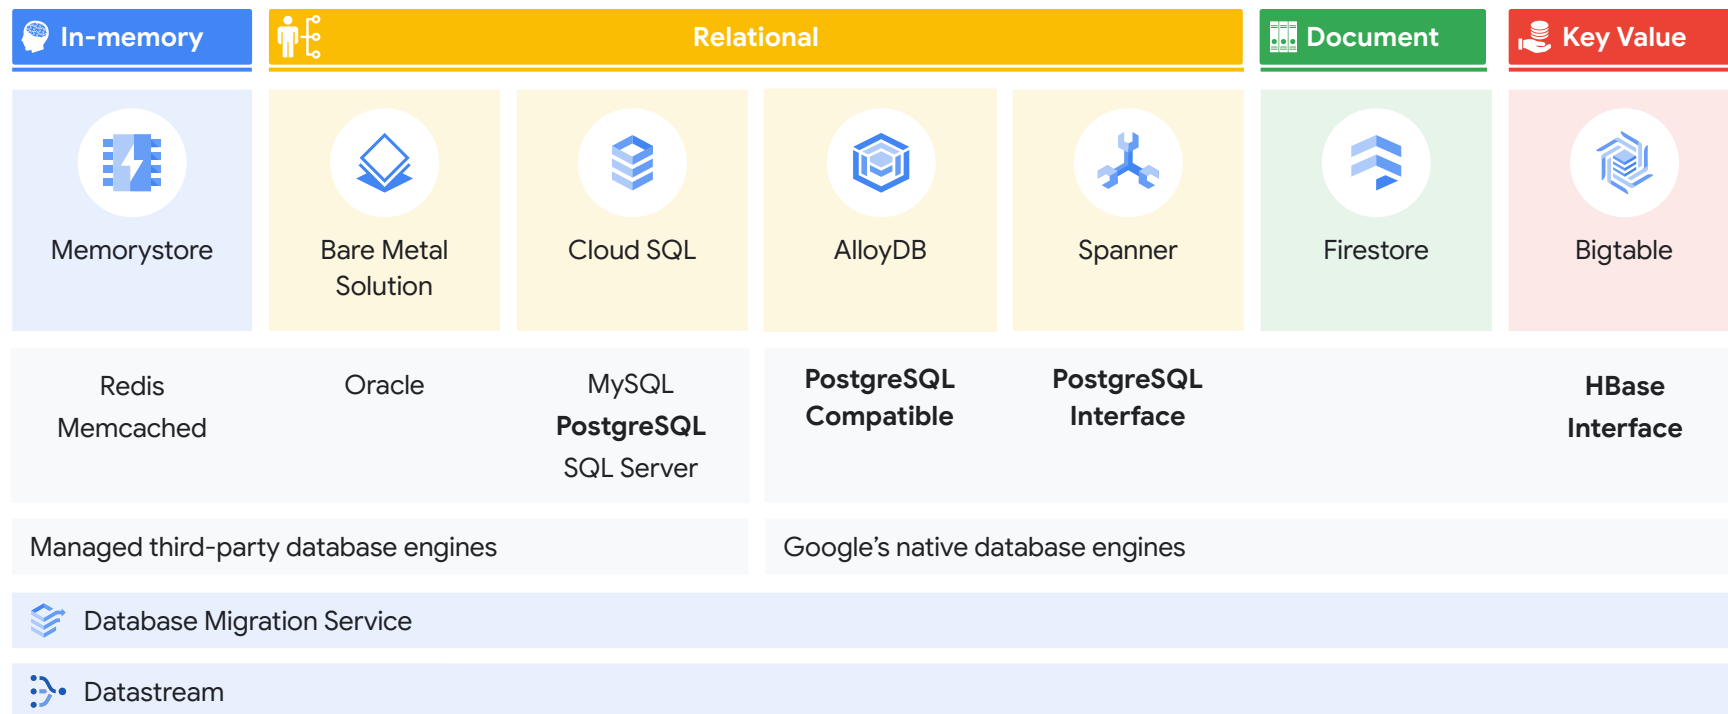 In-memory
Relational
Document
Key Value
Memorystore
Bare Metal
Solution
Cloud SQL
AlloyDB
Spanner
Firestore
Bigtable
Redis
Memcached
Oracle
MySQL
PostgreSQL
SQL Server
PostgreSQL
Compatible
PostgreSQL
Interface
HBase
Interface
Managed third-party database engines
Google’s native database engines
Database Migration Service
Datastream